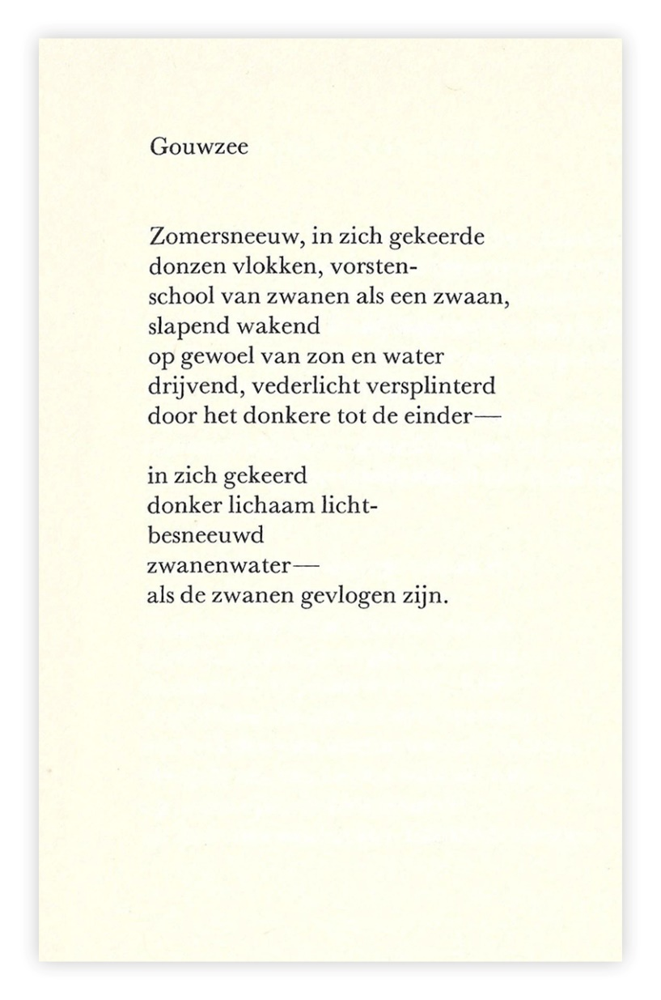 Gouwzee
Zomersneeuw, in zich gekeerde
donzen vlokken, vorsten-
school van zwanen als een zwaan,
slapend wakend
op gewoel van zon en water
drijvend, vederlicht versplinterd
door het donkere tot de einder—
in zich gekeerd
donker lichaam licht-
besneeuwd
zwanenwater—
als de zwanen gevlogen zijn.